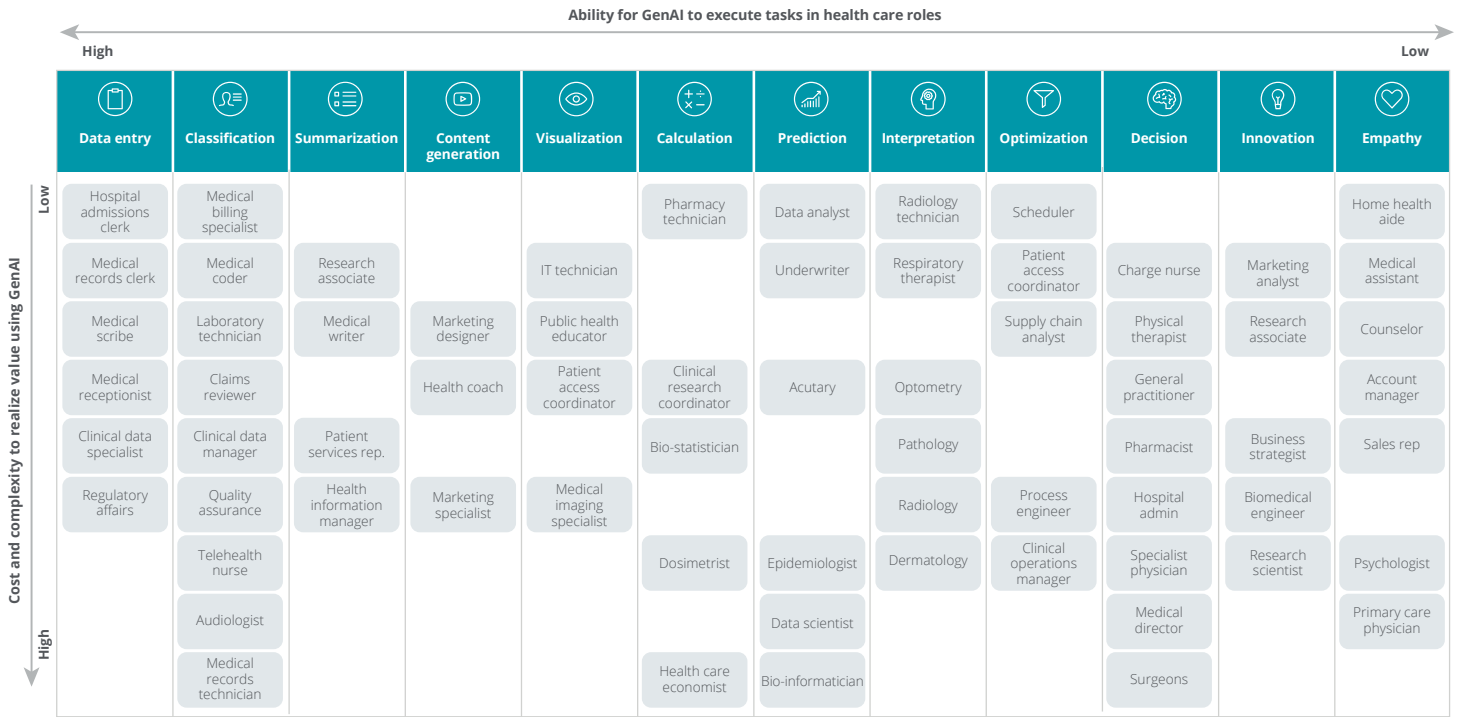 Ability for GenAI to execute tasks in health care roles
High
Low
Data entry
Classification
Summarization
Content
generation
Visualization
Calculation
Prediction
Interpretation
Optimization
Decision
Innovation
Empathy
Cost and complexity to realize value using GenAI
Low
High
Hospital
admissions
clerk
Medical
billing
specialist
Pharmacy
technician
Data analyst
Radiology
technician
Scheduler
Home health
aide
Medical
records clerk
Medical
coder
Research
associate
IT technician
Underwriter
Respiratory
therapist
Patient
access
coordinator
Charge nurse
Marketing
analyst
Medical
assistant
Medical
scribe
Laboratory
technician
Medical
writer
Marketing
designer
Public health
educator
Supply chain
analyst
Physical
therapist
Research
associate
Counselor
Medical
receptionist
Claims
reviewer
Health coach
Patient
access
coordinator
Clinical
research
coordinator
Acutary
Optometry
General
practitioner
Account
manager
Clinical data
specialist
Clinical data
manager
Patient
services rep.
Bio-statistician
Pathology
Pharmacist
Business
strategist
Sales rep
Regulatory
affairs
Quality
assurance
Health
information
manager
Marketing
specialist
Medical
imaging
specialist
Radiology
Process
engineer
Hospital
admin
Biomedical
engineer
Telehealth
nurse
Dosimetrist
Epidemiologist
Dermatology
Clinical
operations
manager
Specialist
physician
Research
scientist
Psychologist
Audiologist
Data scientist
Medical
director
Primary care
physician
Medical
records
technician
Health care
economist
Bio-informatician
Surgeons